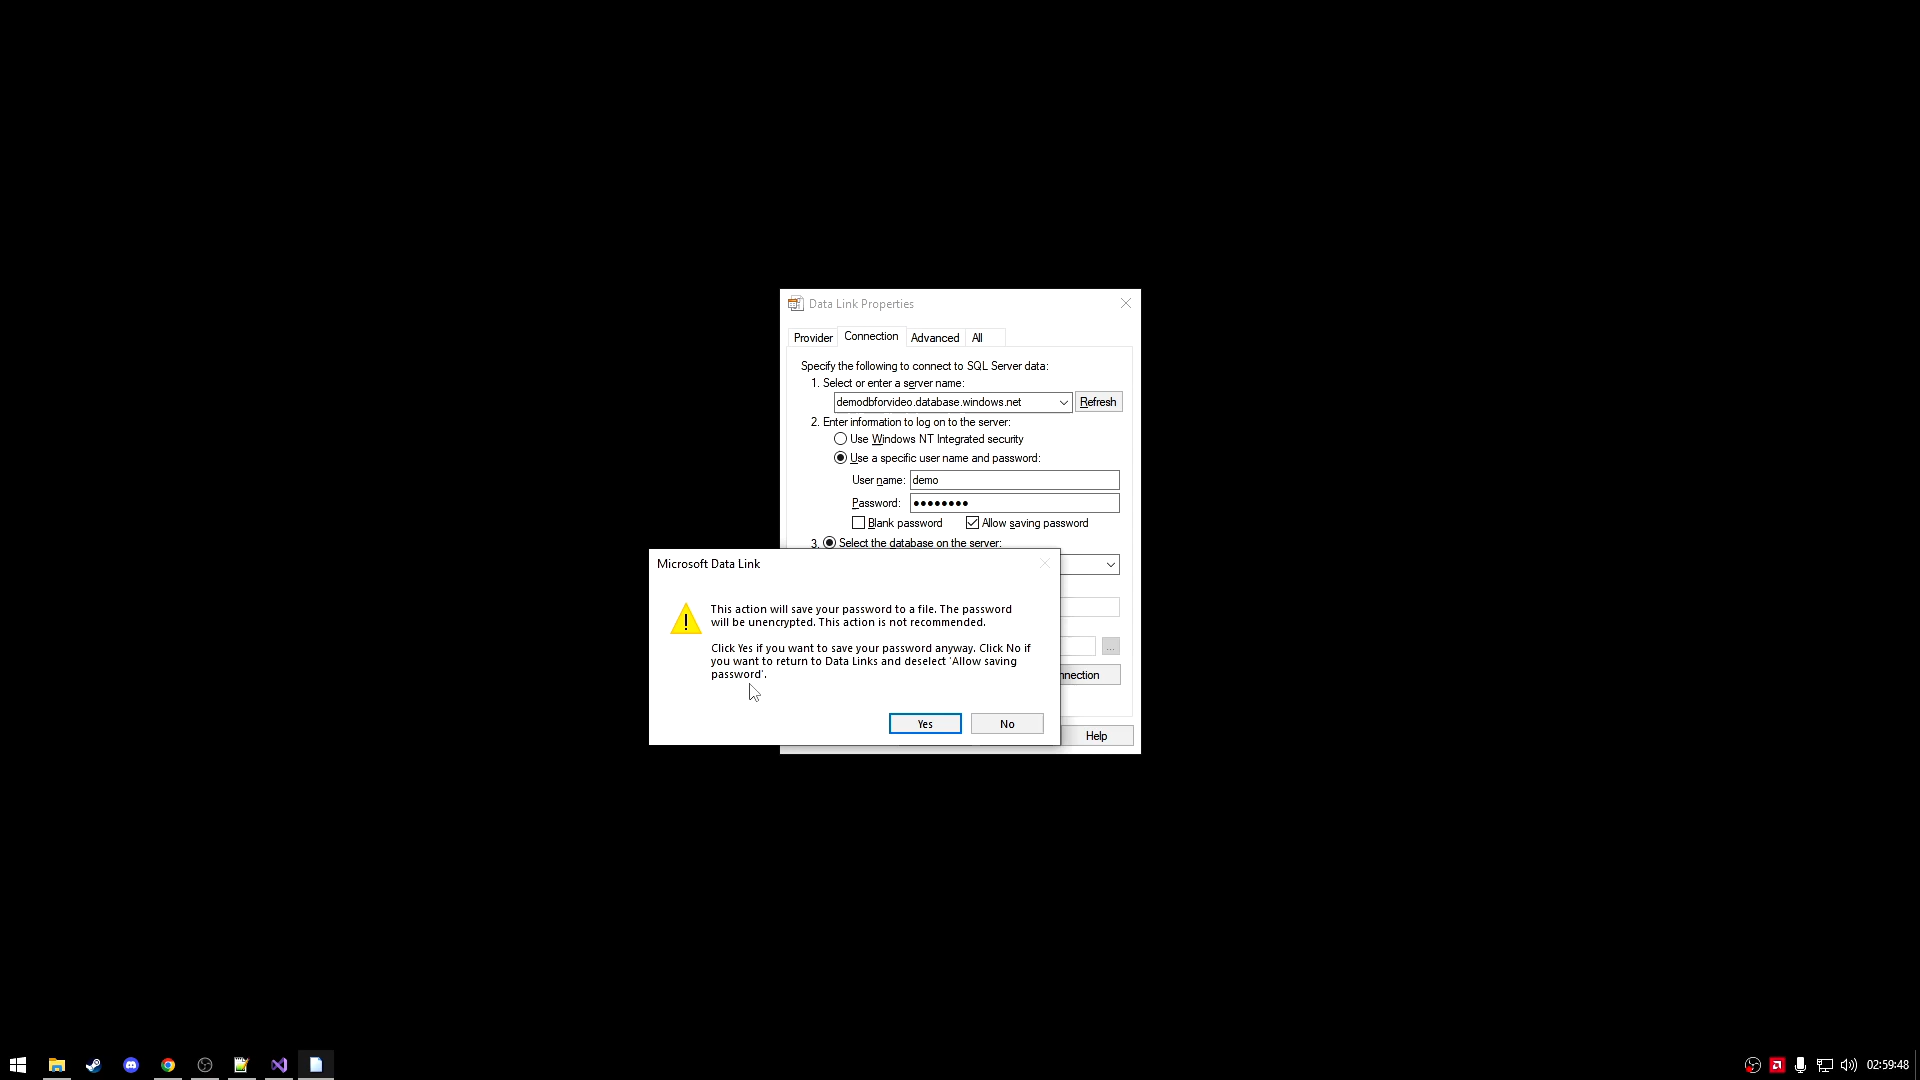 Data Link Properties
Provider Connection Advanced All
Specify the following to connect to SQL Server data:
1. Select or enter a server name:
demodbforvideo.database.windows.net Refresh
2. Enter information to log on to the server:
Use Windows NT Integrated security
Use a specific user name and password:
User name: demo
Password: ••••••••
Blank password Allow saving password
3. Select the database on the server:
Microsoft Data Link
This action will save your password to a file. The password
will be unencrypted. This action is not recommended.
Click Yes if you want to save your password anyway. Click No if
you want to return to Data Links and deselect 'Allow saving
password'.
...
nnection
Yes No
Help
02:59:48